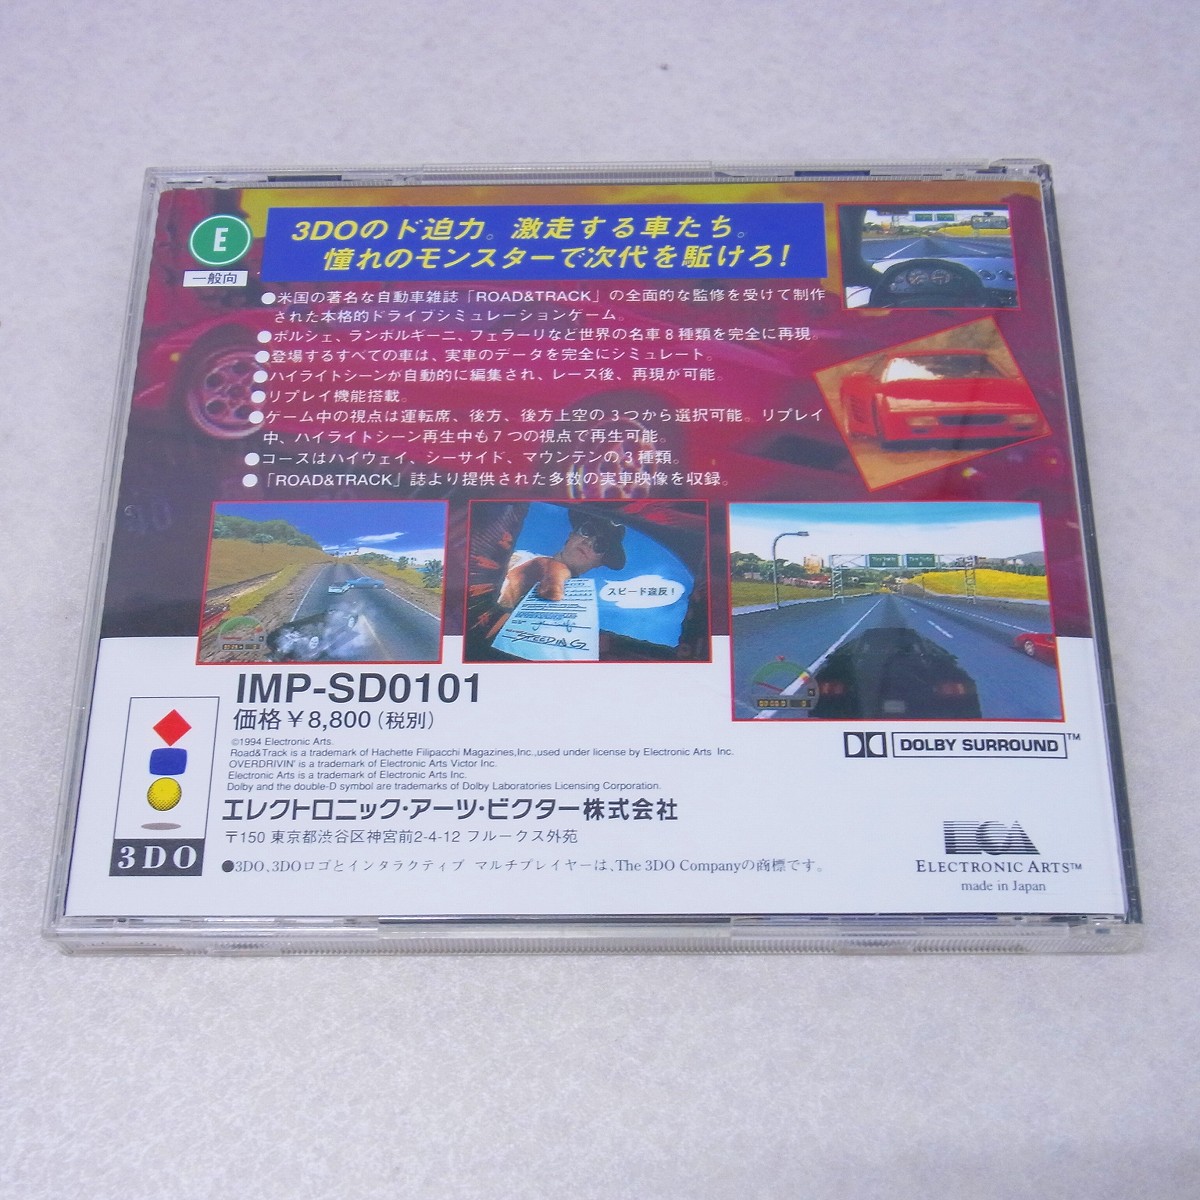 E
一般向
3DOのド迫力。激走する車たち。
憧れのモンスターで次代を駈けろ!
●米国の著名な自動車雑誌「ROAD&TRACK」の全面的な監修を受けて制作
された本格的ドライブシミュレーションゲーム。
●ポルシェ、ランボルギーニ、フェラーリなど世界の名車8種類を完全に再現。
●登場するすべての車は、実車のデータを完全にシミュレート。
●ハイライトシーンが自動的に編集され、レース後、再現が可能。
●リプレイ機能搭載。
●ゲーム中の視点は運転席、後方、後方上空の3つから選択可能。リプレイ
中、ハイライトシーン再生中も7つの視点で再生可能。
●コースはハイウェイ、シーサイド、マウンテンの3種類。
●「ROAD&TRACK」誌より提供された多数の実車映像を収録。
スピード違反!
SPEEDING
IMP-SD0101
価格¥8,800(税別)
©1994 Electronic Arts.
Road&Track is a trademark of Hachette Filipacchi Magazines,Inc.,used under license by Electronic Arts Inc.
OVERDRIVIN' is a trademark of Electronic Arts Victor Inc.
Electronic Arts is a trademark of Electronic Arts Inc.
Dolby and the double-D symbol are trademarks of Dolby Laboratories Licensing Corporation.
エレクトロニック・アーツ・ビクター株式会社
〒150 東京都渋谷区神宮前2-4-12 フルークス外苑
●3DO、3DOロゴとインタラクティブ マルチプレイヤーは、The 3DO Companyの商標です。
3DO
DOLBY SURROUND™
ELECTRONIC ARTS™
made in Japan